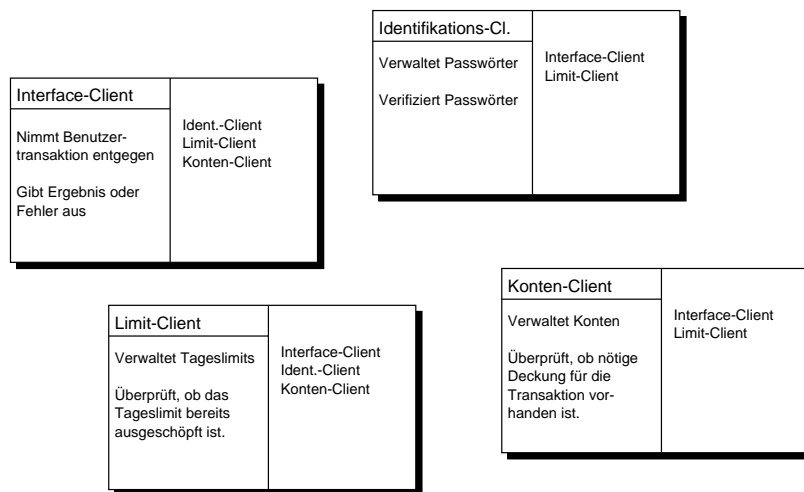 Identifikations-Cl.
Verwaltet Passwörter
Verifiziert Passwörter
Interface-Client
Limit-Client
Interface-Client
Nimmt Benutzer-
transaktion entgegen
Gibt Ergebnis oder
Fehler aus
Ident.-Client
Limit-Client
Konten-Client
Konten-Client
Verwaltet Konten
Überprüft, ob nötige
Deckung für die
Transaktion vor-
handen ist.
Interface-Client
Limit-Client
Limit-Client
Verwaltet Tageslimits
Überprüft, ob das
Tageslimit bereits
ausgeschöpft ist.
Interface-Client
Ident.-Client
Konten-Client